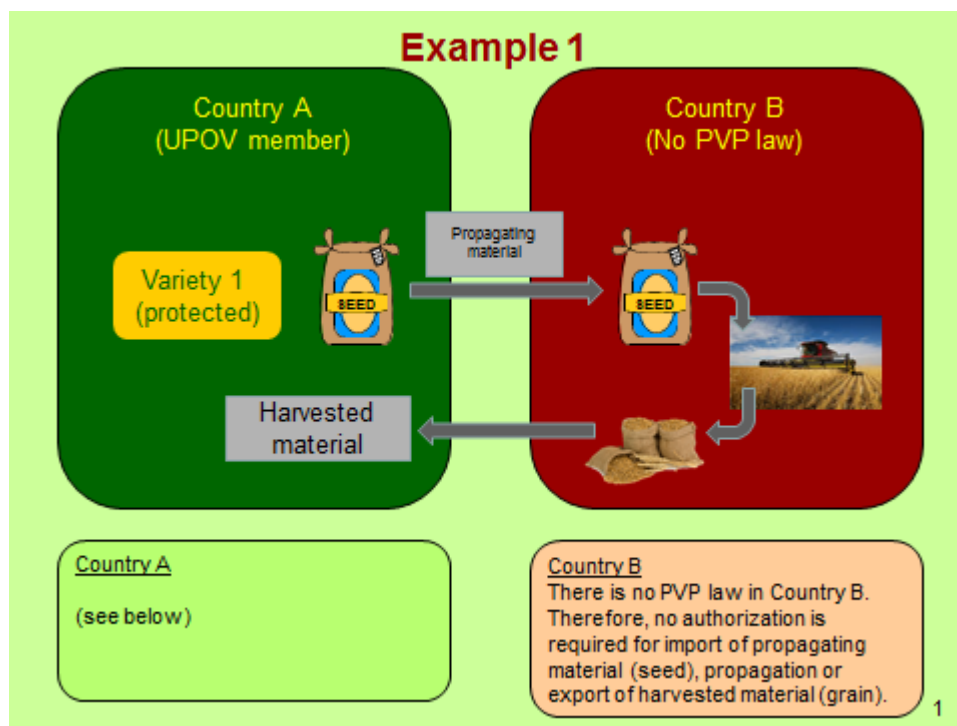 Example 1
Country A
(UPOV member)
Country B
(No PVP law)
Propagating
material
Variety 1
(protected)
SEED
SEED
Harvested
material
Country A
(see below)
Country B
There is no PVP law in Country B.
Therefore, no authorization is
required for import of propagating
material (seed), propagation or
export of harvested material (grain).
1